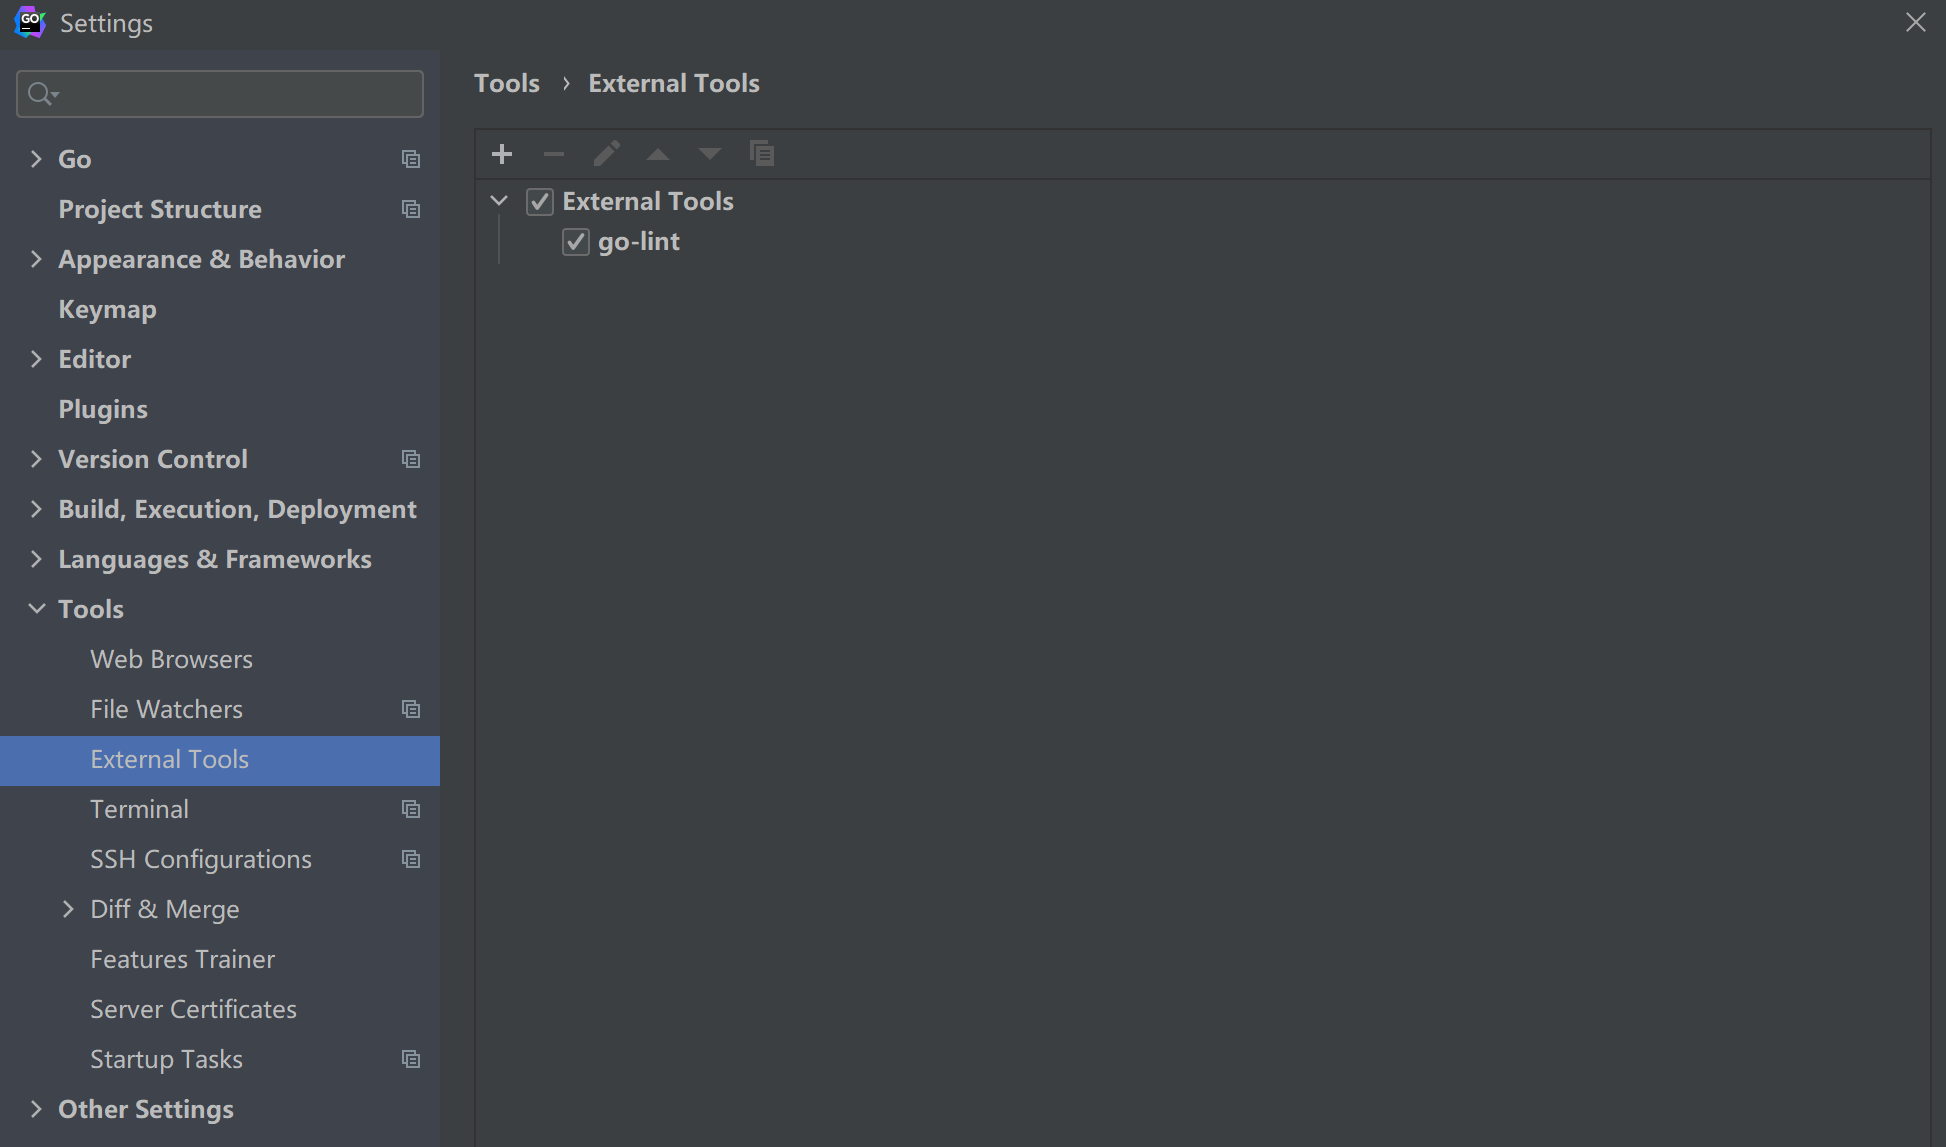 GO
Settings
Go
Project Structure
Appearance & Behavior
Keymap
Editor
Plugins
Version Control
Build, Execution, Deployment
Languages & Frameworks
Tools
Web Browsers
File Watchers
External Tools
Terminal
SSH Configurations
Diff & Merge
Features Trainer
Server Certificates
Startup Tasks
Other Settings
Tools › External Tools
External Tools
go-lint